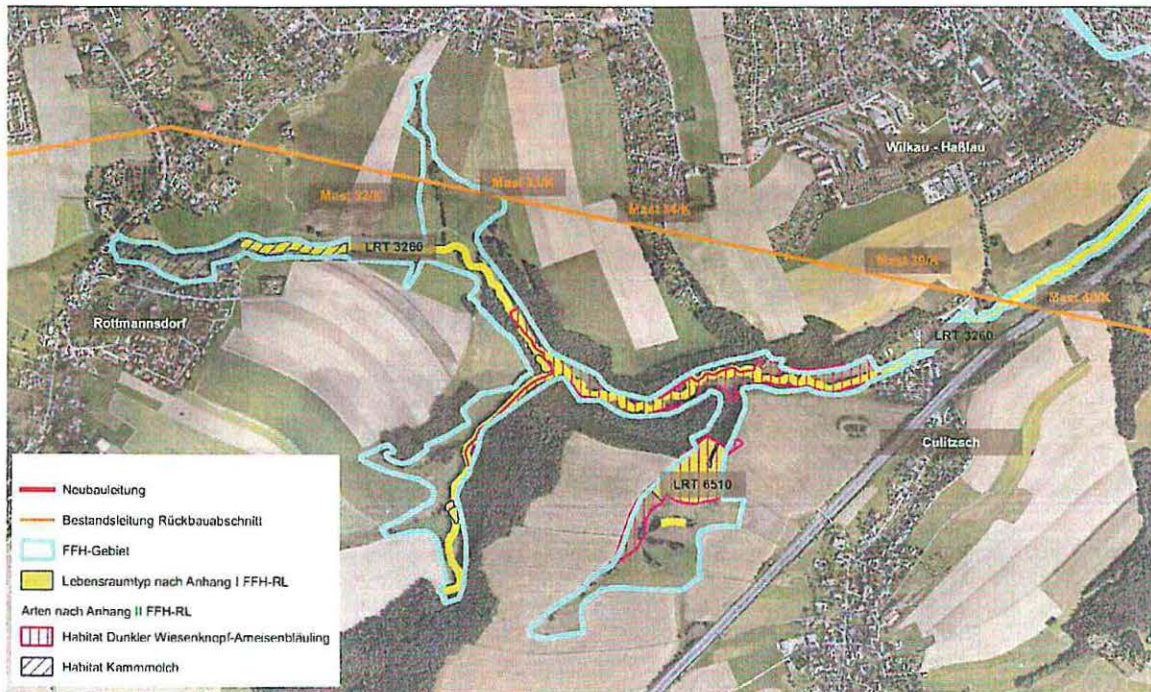 Wilkau - Haßlau
Mast 32/K
Mast 33/K
Mast 34/K
LRT 3260
Mast 39/K
Mast 40/K
Rottmannsdorf
LRT 3260
Culitzsch
LRT 6510
Neubauleitung
Bestandsleitung Rückbauabschnitt
FFH-Gebiet
Lebensraumtyp nach Anhang I FFH-RL
Arten nach Anhang II FFH-RL
Habitat Dunkler Wiesenknopf-Ameisenbläuling
Habitat Kammmolch